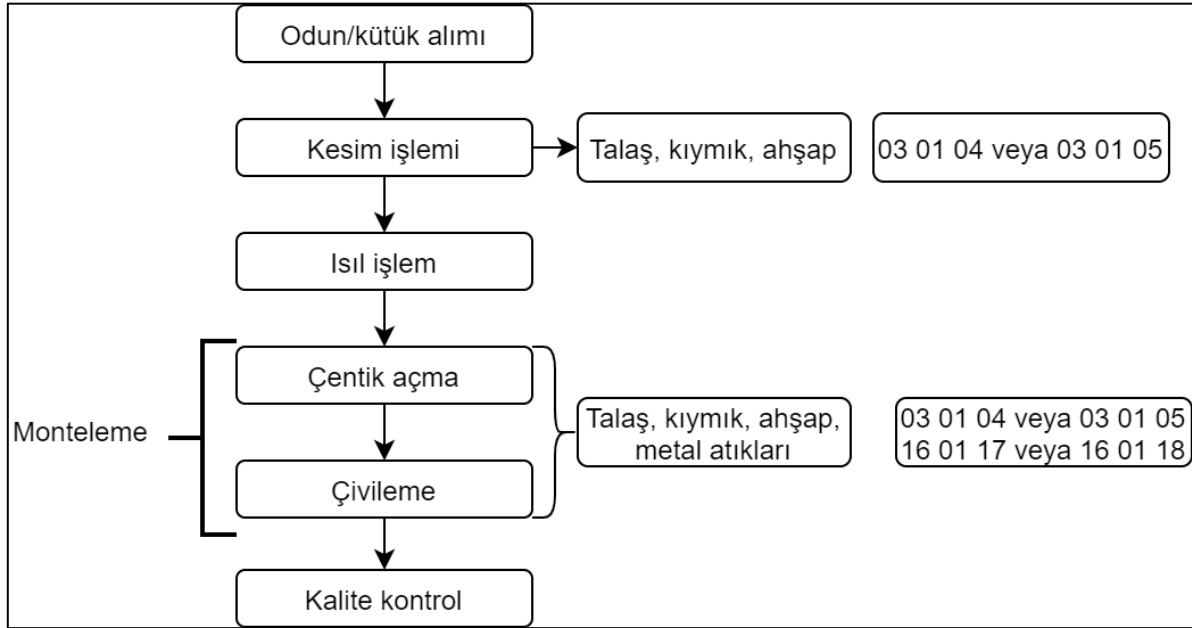 Odun/kütük alımı
Kesim işlemi
Talaş, kıymık, ahşap
03 01 04 veya 03 01 05
Isıl işlem
Monteleme
Çentik açma
Çivileme
Talaş, kıymık, ahşap,
metal atıkları
03 01 04 veya 03 01 05
16 01 17 veya 16 01 18
Kalite kontrol